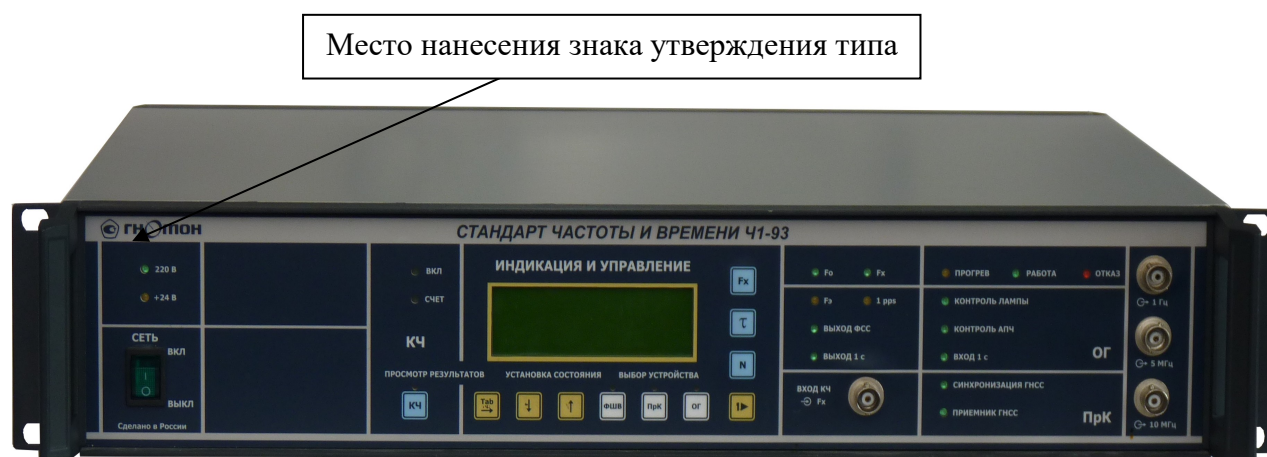 Место нанесения знака утверждения типа
ГНОМОН
СТАНДАРТ ЧАСТОТЫ И ВРЕМЕНИ Ч1-93
220 В
+24 В
СЕТЬ
ВКЛ
ВЫКЛ
Сделано в России
ВКЛ
СЧЕТ
КЧ
ПРОСМОТР РЕЗУЛЬТАТОВ
КЧ
ИНДИКАЦИЯ И УПРАВЛЕНИЕ
Fx
τ
N
УСТАНОВКА СОСТОЯНИЯ
ВЫБОР УСТРОЙСТВА
Tab
ФШВ
ПрК
ОГ
1
Fo
Fx
Fэ
1 pps
ВЫХОД ФСС
ВЫХОД 1 с
ВХОД КЧ
Fx
ПРОГРЕВ
РАБОТА
ОТКАЗ
КОНТРОЛЬ ЛАМПЫ
КОНТРОЛЬ АПЧ
ВХОД 1 с
ОГ
СИНХРОНИЗАЦИЯ ГНСС
ПРИЕМНИК ГНСС
ПрК
1 Гц
5 МГц
10 МГц